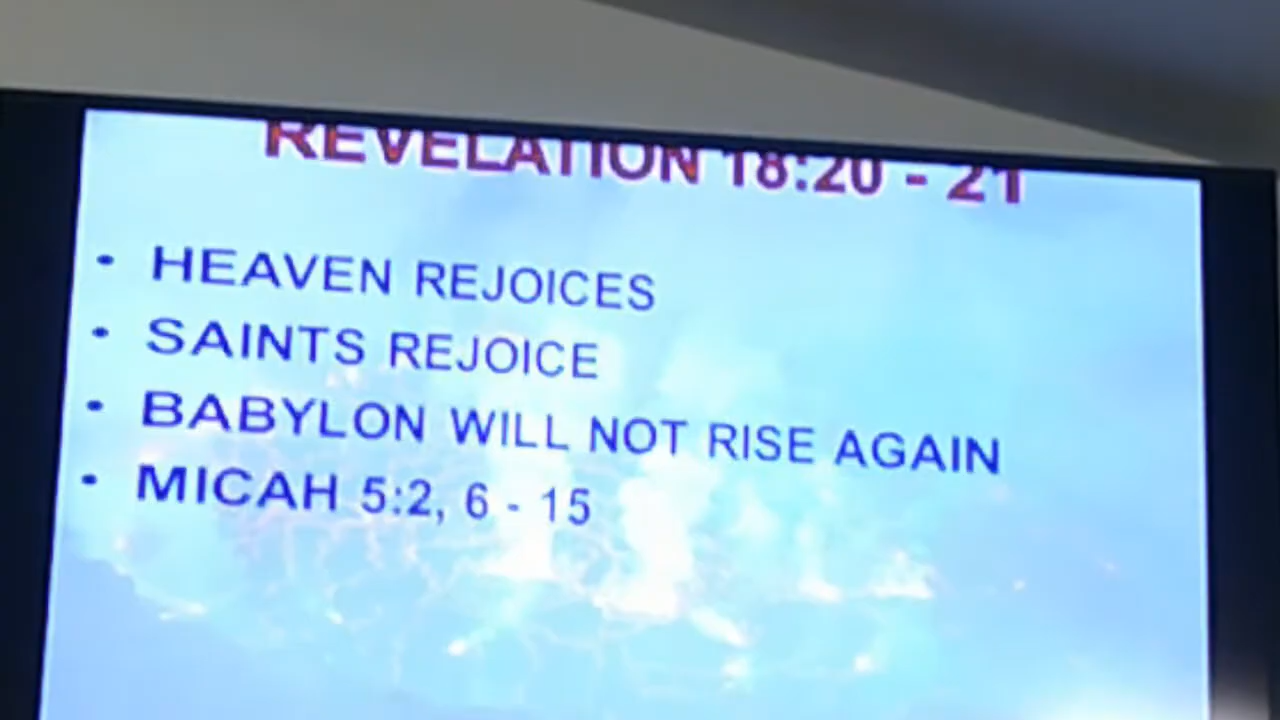 REVELATION 18:20 - 21
• HEAVEN REJOICES
• SAINTS REJOICE
• BABYLON WILL NOT RISE AGAIN
• MICAH 5:2, 6 - 15